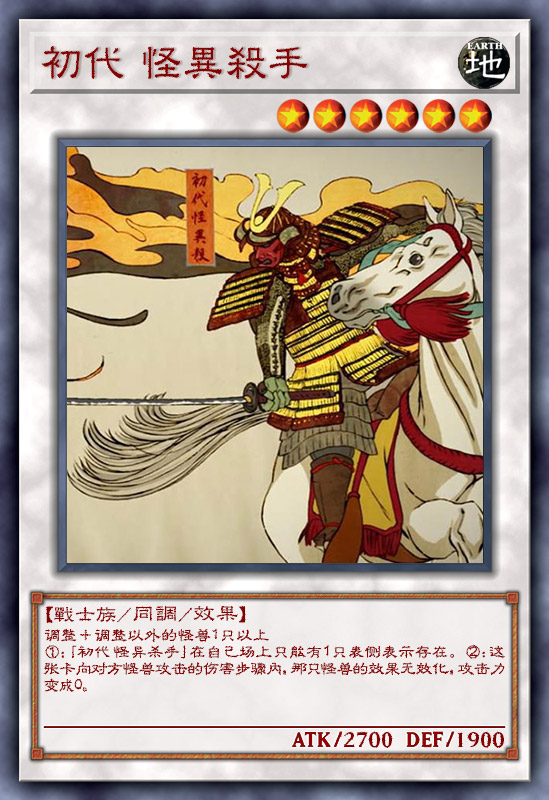 初代 怪異殺手
EARTH
地
初代怪異殺
【戰士族／同調／效果】
调整＋调整以外的怪兽1只以上
①：「初代 怪异杀手」在自己场上只能有1只表侧表示存在。②：这
张卡向对方怪兽攻击的伤害步骤内，那只怪兽的效果无效化，攻击力
变成0。
ATK/2700 DEF/1900